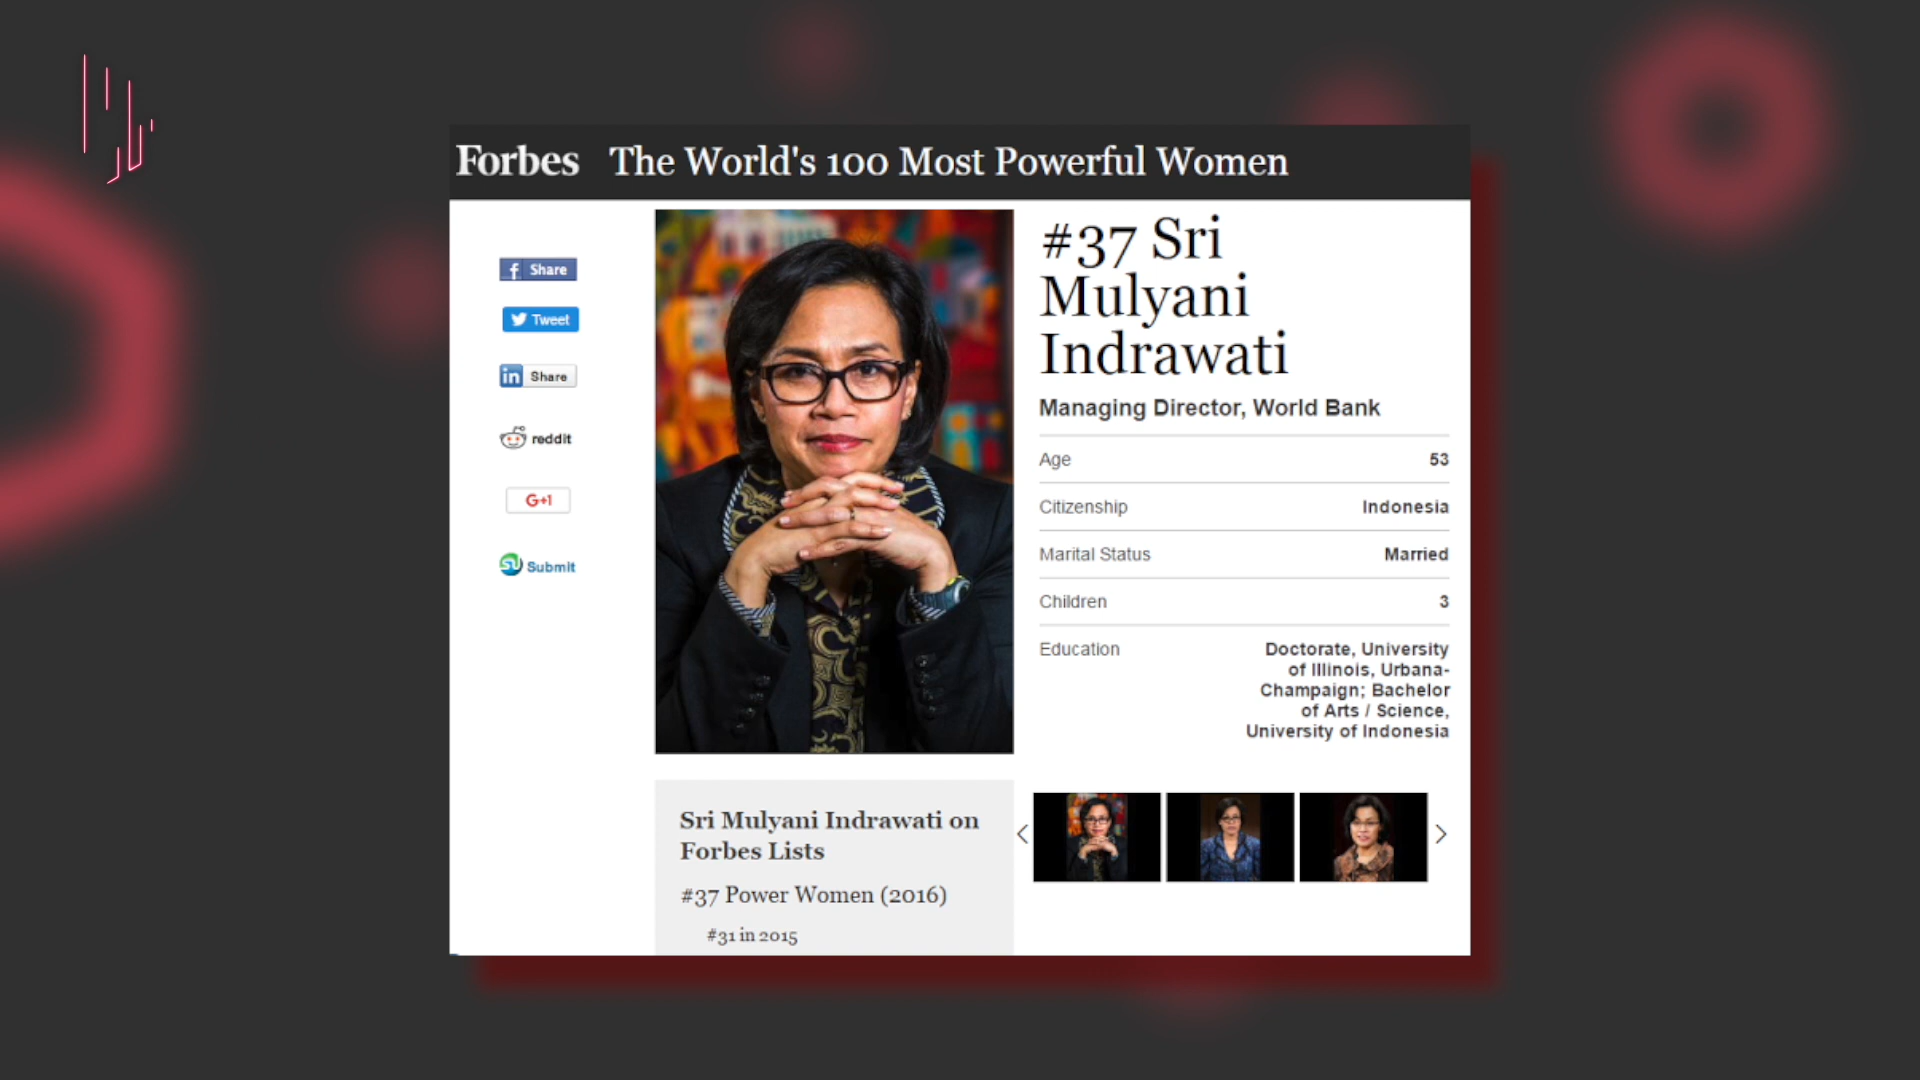 Forbes The World's 100 Most Powerful Women
f Share
Tweet
in Share
reddit
G+1
Submit
#37 Sri
Mulyani
Indrawati
Managing Director, World Bank
Age 53
Citizenship Indonesia
Marital Status Married
Children 3
Education Doctorate, University
of Illinois, Urbana-
Champaign; Bachelor
of Arts / Science,
University of Indonesia
Sri Mulyani Indrawati on
Forbes Lists
#37 Power Women (2016)
#31 in 2015